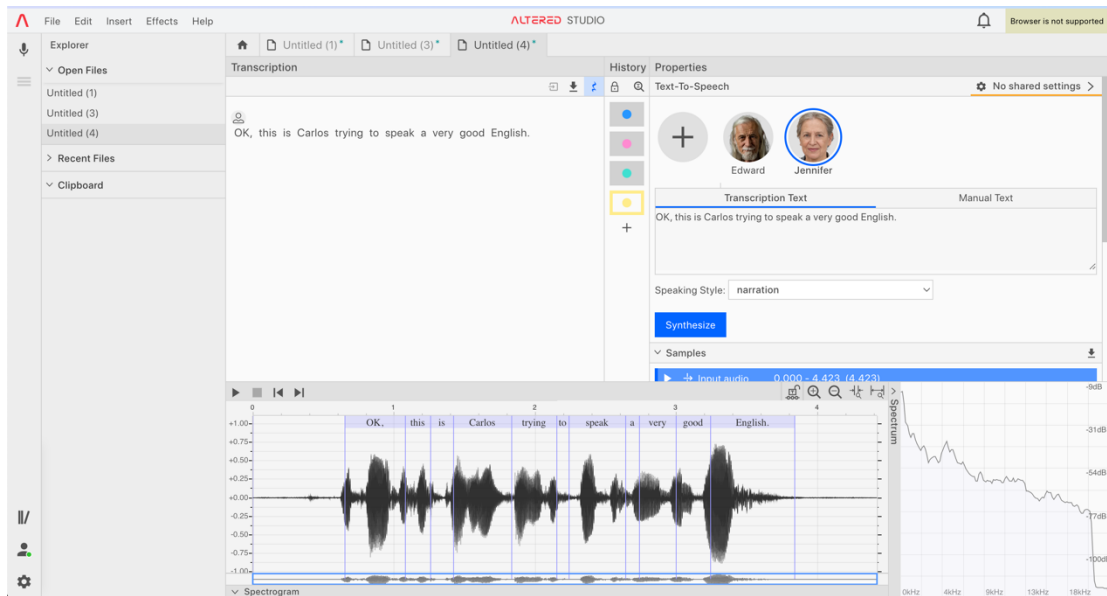 File Edit Insert Effects Help
ALTERED STUDIO
Browser is not supported
Explorer
Open Files
Untitled (1)
Untitled (3)
Untitled (4)
Recent Files
Clipboard
Untitled (1)* Untitled (3)* Untitled (4)*
Transcription
OK, this is Carlos trying to speak a very good English.
History
Properties
Text-To-Speech
No shared settings
Edward Jennifer
Transcription Text Manual Text
OK, this is Carlos trying to speak a very good English.
Speaking Style: narration
Synthesize
Samples
Input audio 0.000 - 4.423 (4.423)
0 1 2 3 4
OK, this is Carlos trying to speak a very good English.
+1.00
+0.75
+0.50
+0.25
+0.00
-0.25
-0.50
-0.75
-1.00
Spectrogram
Spectrum
-9dB
-31dB
-54dB
-77dB
-100dB
0kHz 4kHz 9kHz 13kHz 18kHz